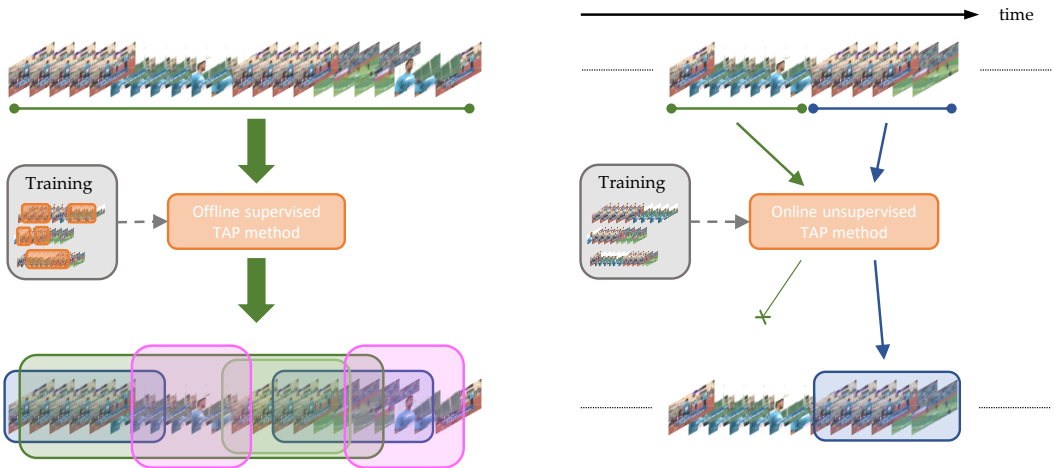 time
Training
Offline supervised
TAP method
Training
Online unsupervised
TAP method